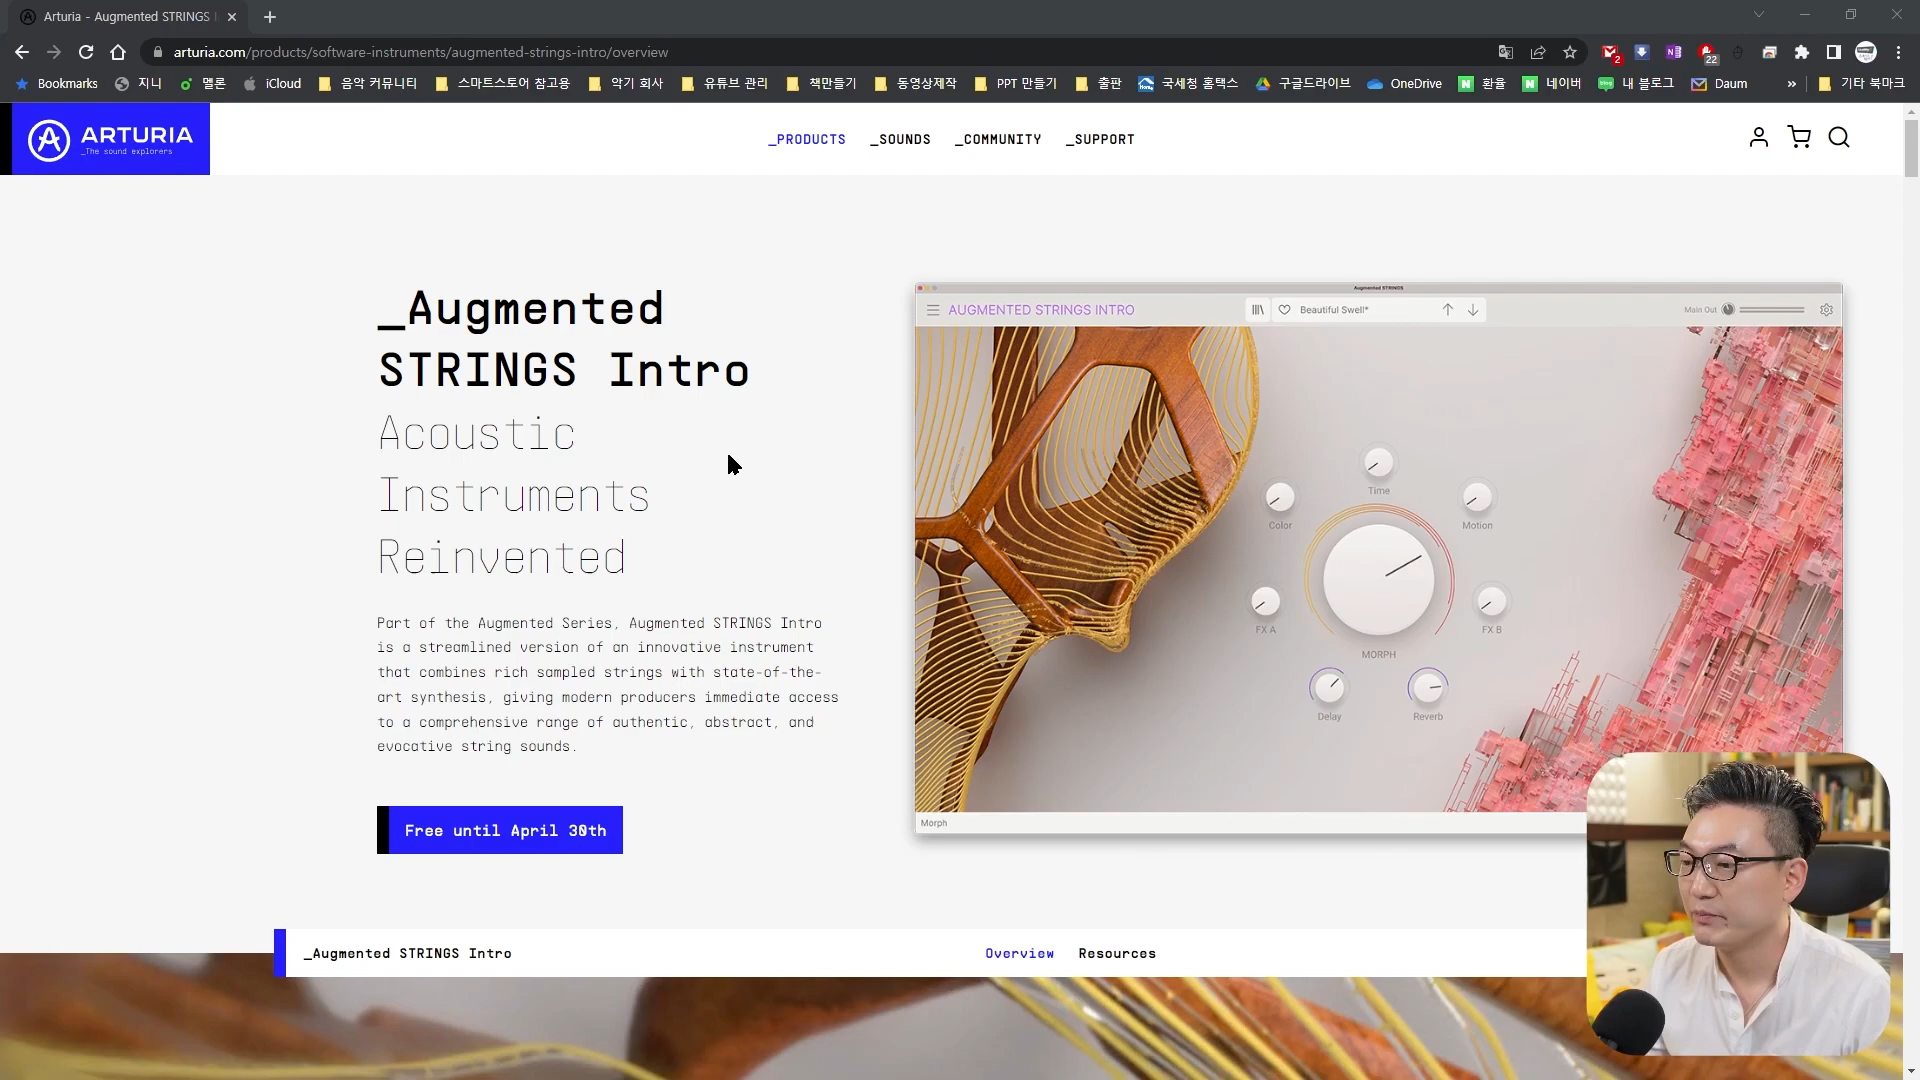 Arturia - Augmented STRINGS I
arturia.com/products/software-instruments/augmented-strings-intro/overview
2
22
Bookmarks 지니 멜론 iCloud 음악 커뮤니티 스마트스토어 참고용 악기 회사 유튜브 관리 책만들기 동영상제작 PPT 만들기 출판 국세청 홈택스 구글드라이브 OneDrive 환율 네이버 내 블로그 Daum » 기타 북마크
ARTURIA
_The sound explorers
_PRODUCTS _SOUNDS _COMMUNITY _SUPPORT
_Augmented
STRINGS Intro
Acoustic
Instruments
Reinvented
Part of the Augmented Series, Augmented STRINGS Intro
is a streamlined version of an innovative instrument
that combines rich sampled strings with state-of-the-
art synthesis, giving modern producers immediate access
to a comprehensive range of authentic, abstract, and
evocative string sounds.
Free until April 30th
Augmented STRINGS
AUGMENTED STRINGS INTRO
Beautiful Swell*
Main Out
Time
Color
Motion
FX A
FX B
MORPH
Delay
Reverb
Morph
_Augmented STRINGS Intro
Overview Resources